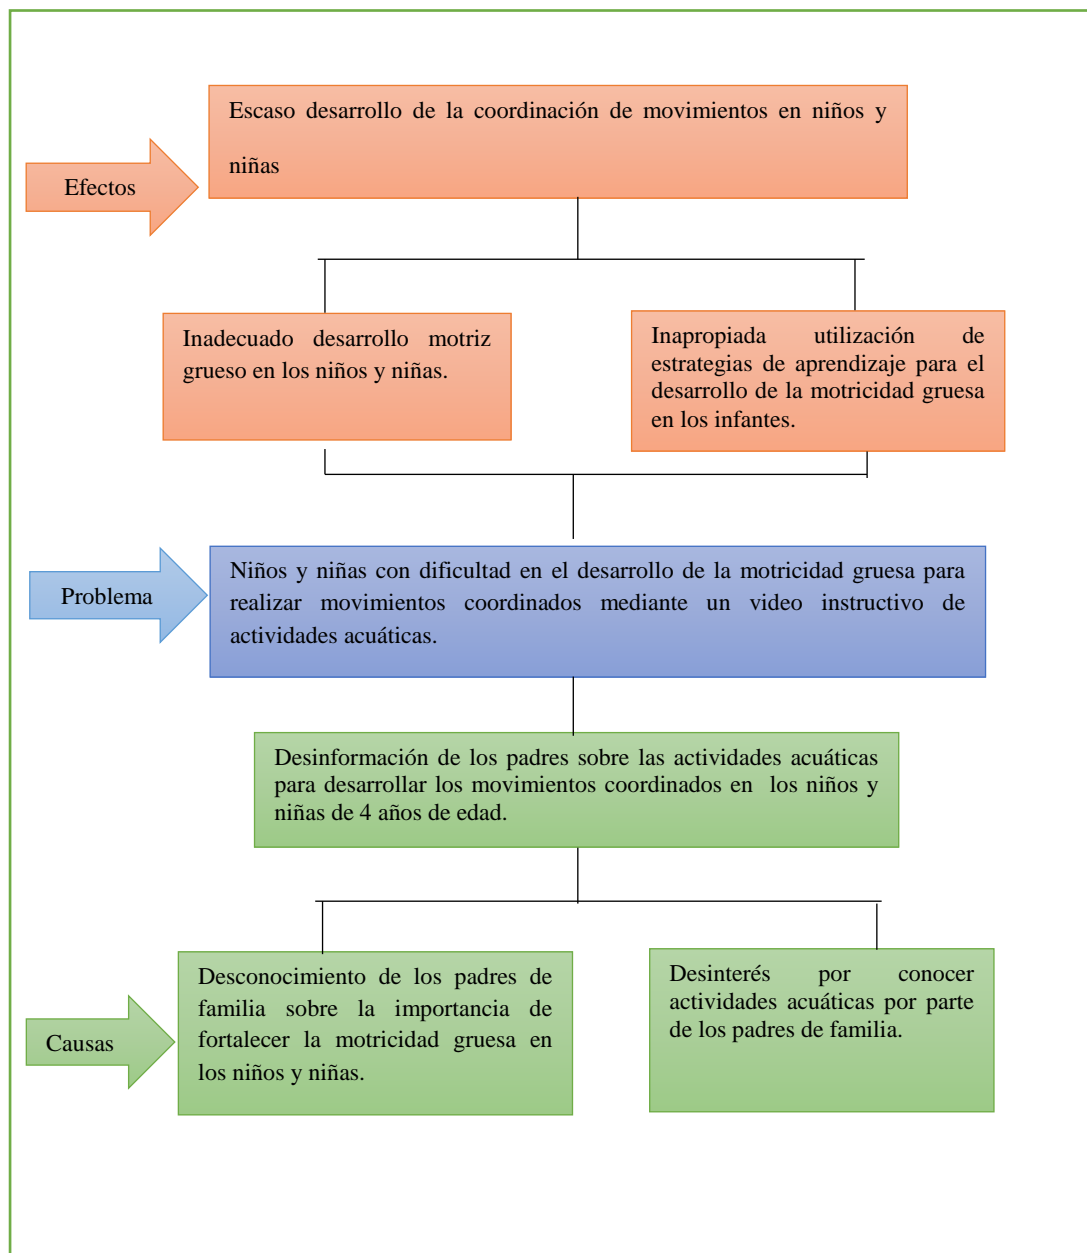 Escaso desarrollo de la coordinación de movimientos en niños y
niñas
Efectos
Inadecuado desarrollo motriz
grueso en los niños y niñas.
Inapropiada utilización de
estrategias de aprendizaje para el
desarrollo de la motricidad gruesa
en los infantes.
Niños y niñas con dificultad en el desarrollo de la motricidad gruesa para
realizar movimientos coordinados mediante un video instructivo de
actividades acuáticas.
Problema
Desinformación de los padres sobre las actividades acuáticas
para desarrollar los movimientos coordinados en los niños y
niñas de 4 años de edad.
Desconocimiento de los padres de
familia sobre la importancia de
fortalecer la motricidad gruesa en
los niños y niñas.
Desinterés por conocer
actividades acuáticas por parte
de los padres de familia.
Causas